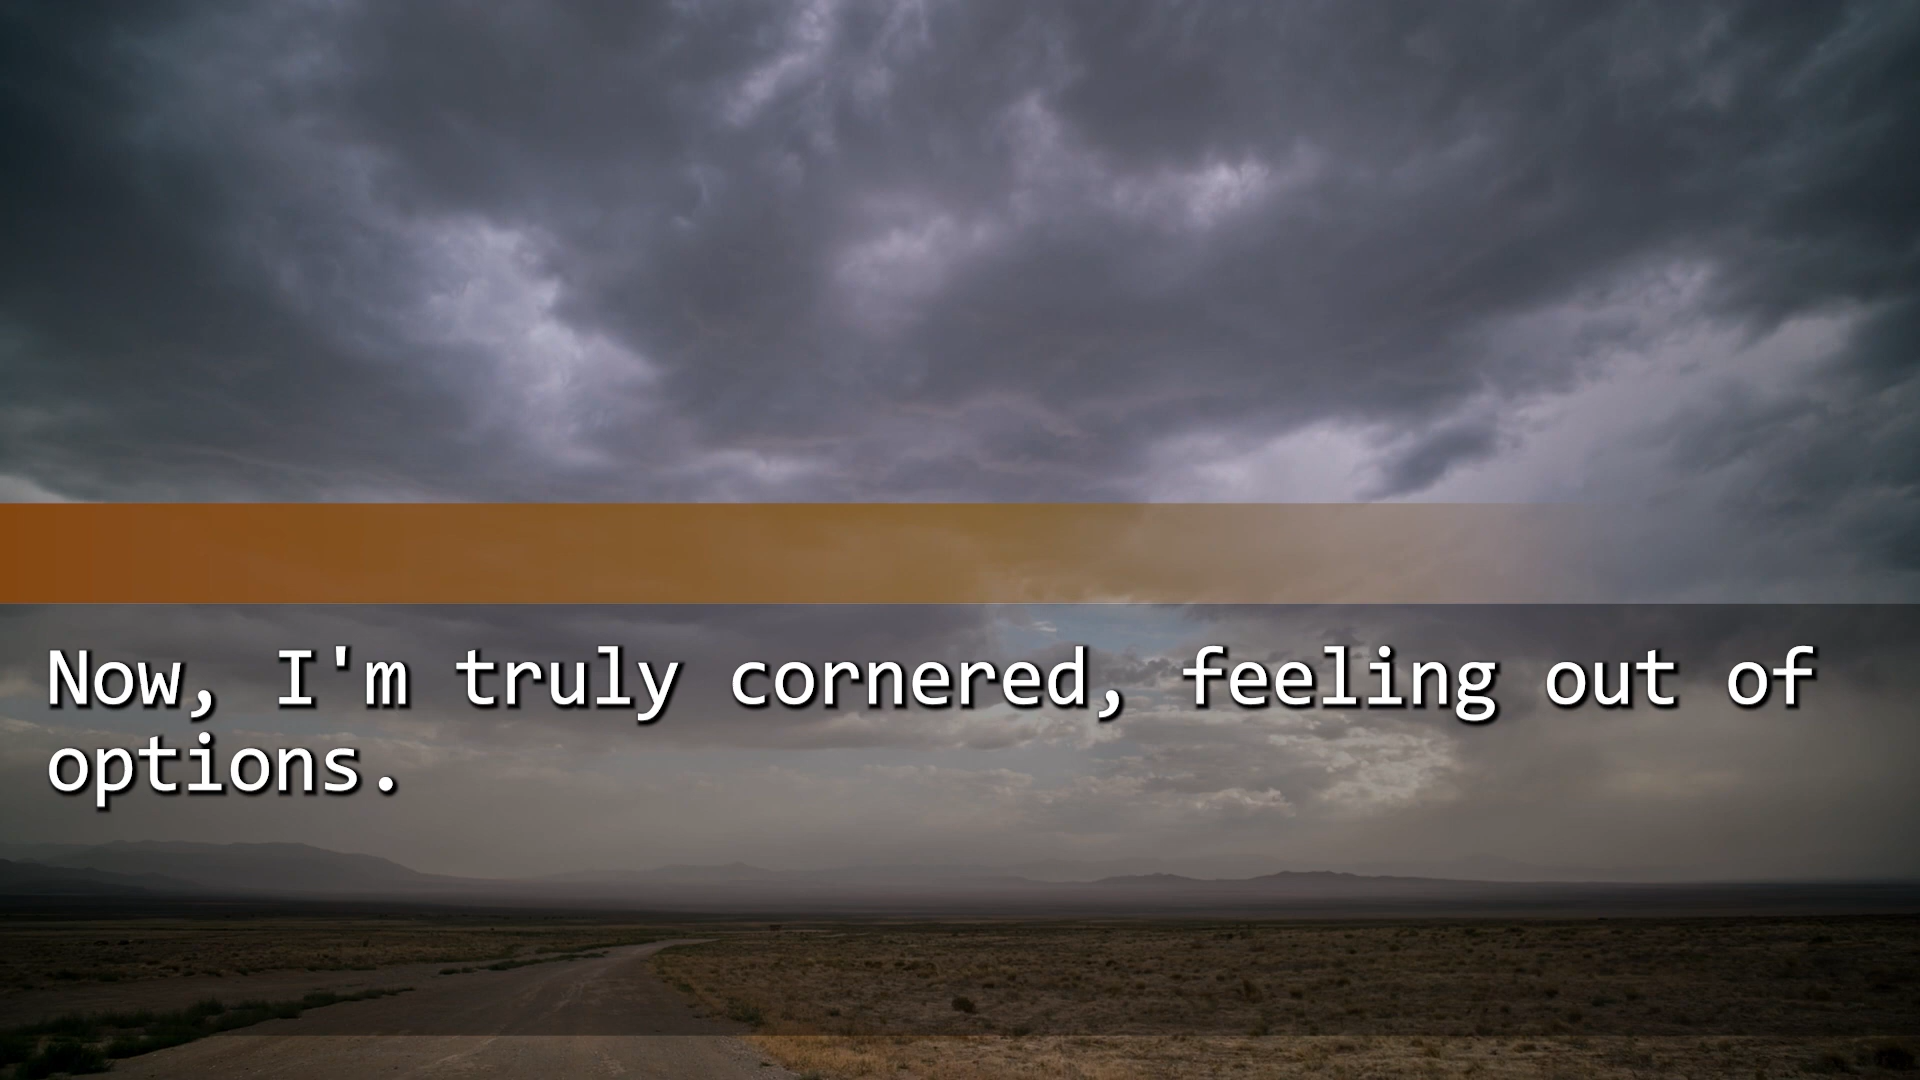 Now, I'm truly cornered, feeling out of
options.